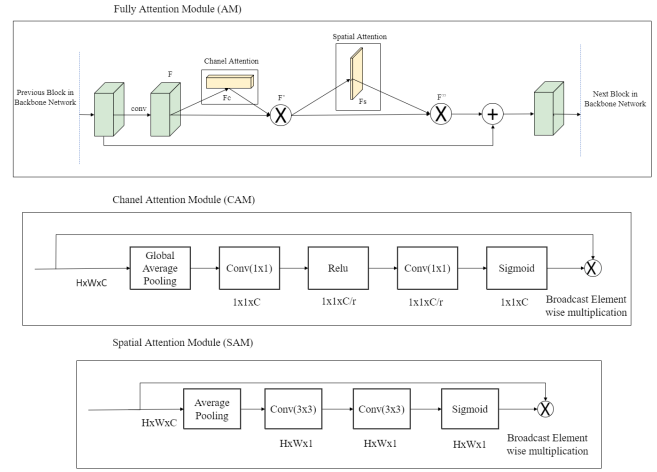 Fully Attention Module (AM)
Spatial Attention
Chanel Attention
Previous Block in
Backbone Network
F
conv
Fc
F'
Fs
F''
X
X
+
Next Block in
Backbone Network
Chanel Attention Module (CAM)
HxWxC
Global
Average
Pooling
Conv(1x1)
1x1xC
Relu
1x1xC/r
Conv(1x1)
1x1xC/r
Sigmoid
1x1xC
X
Broadcast Element
wise multiplication
Spatial Attention Module (SAM)
HxWxC
Average
Pooling
Conv(3x3)
HxWx1
Conv(3x3)
HxWx1
Sigmoid
HxWx1
X
Broadcast Element
wise multiplication